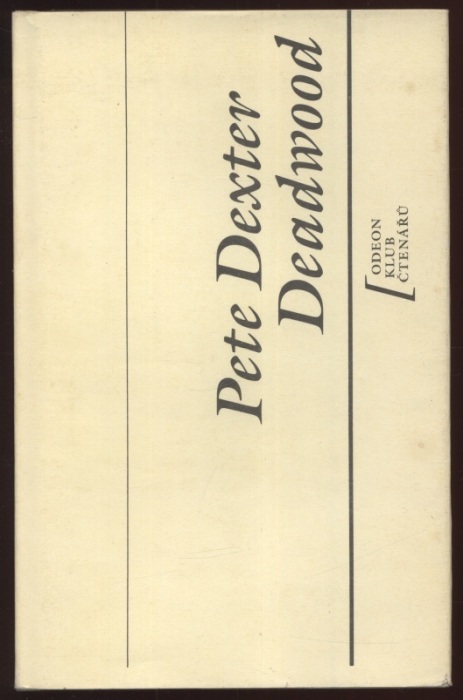 Pete Dexter
Deadwood
ODEON
KLUB
ČTENÁŘŮ